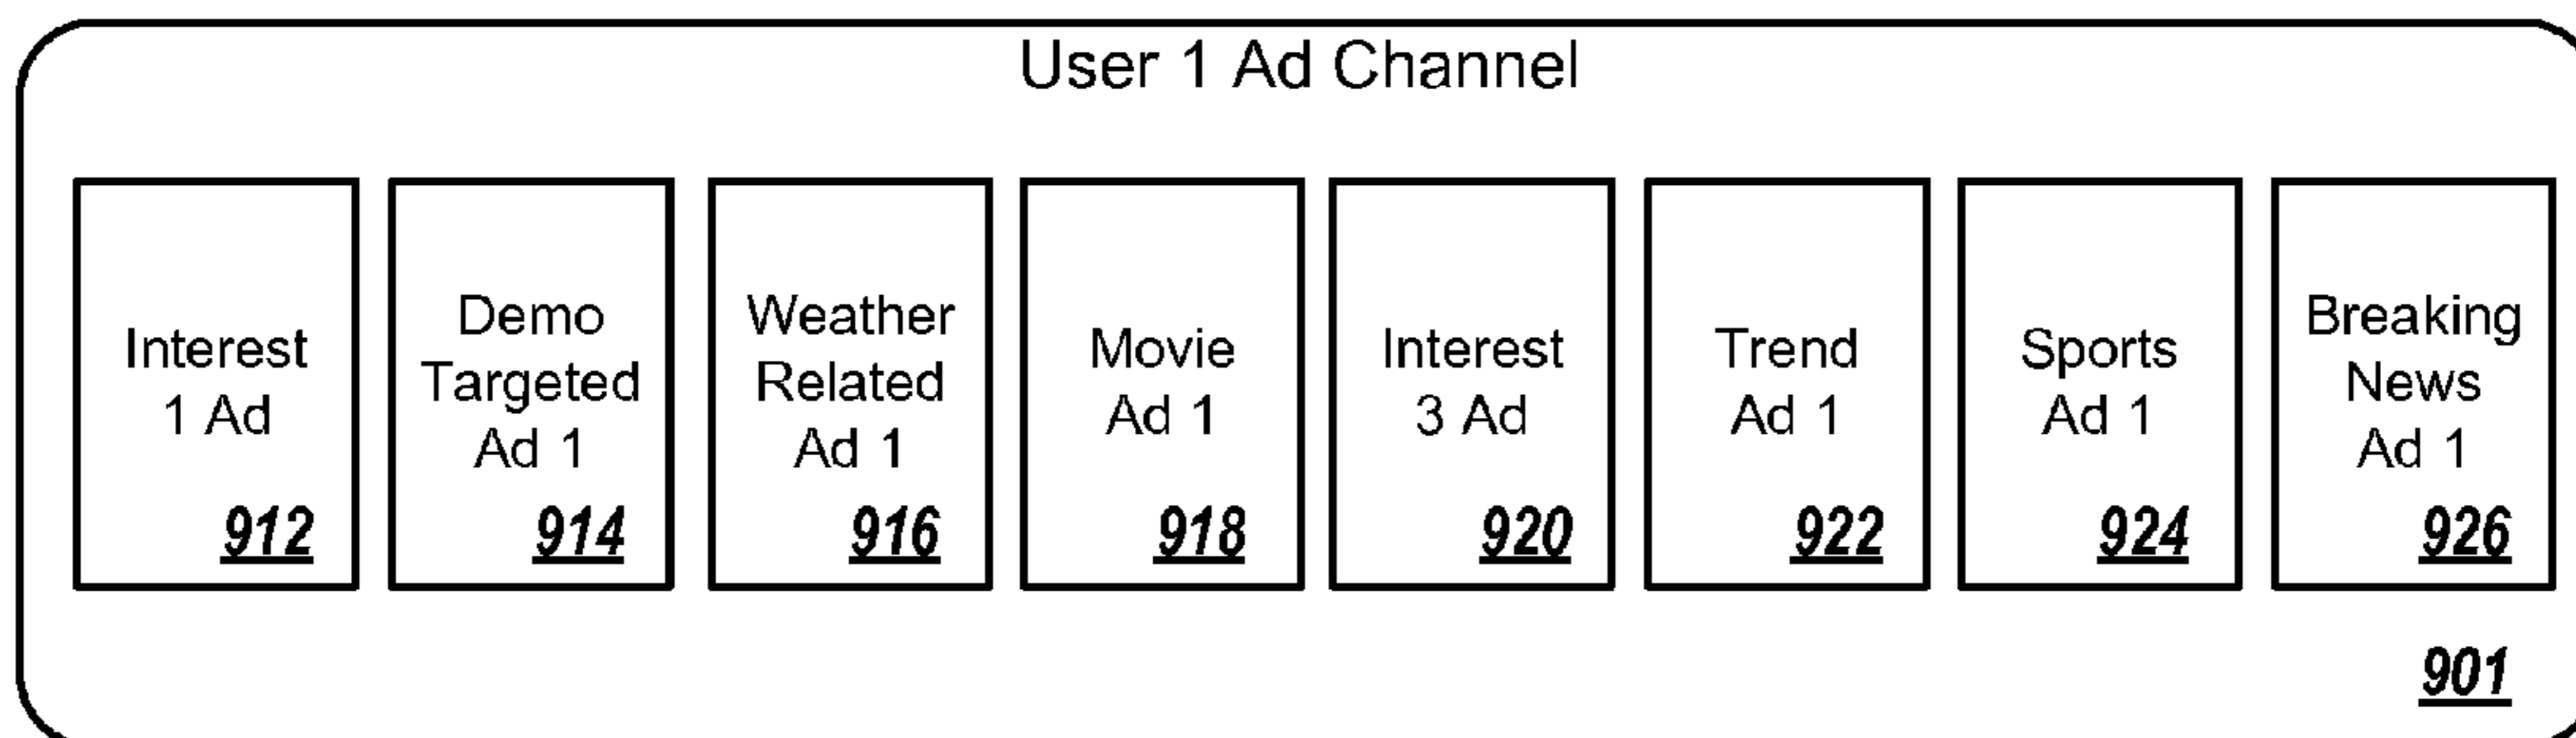 User 1 Ad Channel
Interest
1 Ad
912
Demo
Targeted
Ad 1
914
Weather
Related
Ad 1
916
Movie
Ad 1
918
Interest
3 Ad
920
Trend
Ad 1
922
Sports
Ad 1
924
Breaking
News
Ad 1
926
901